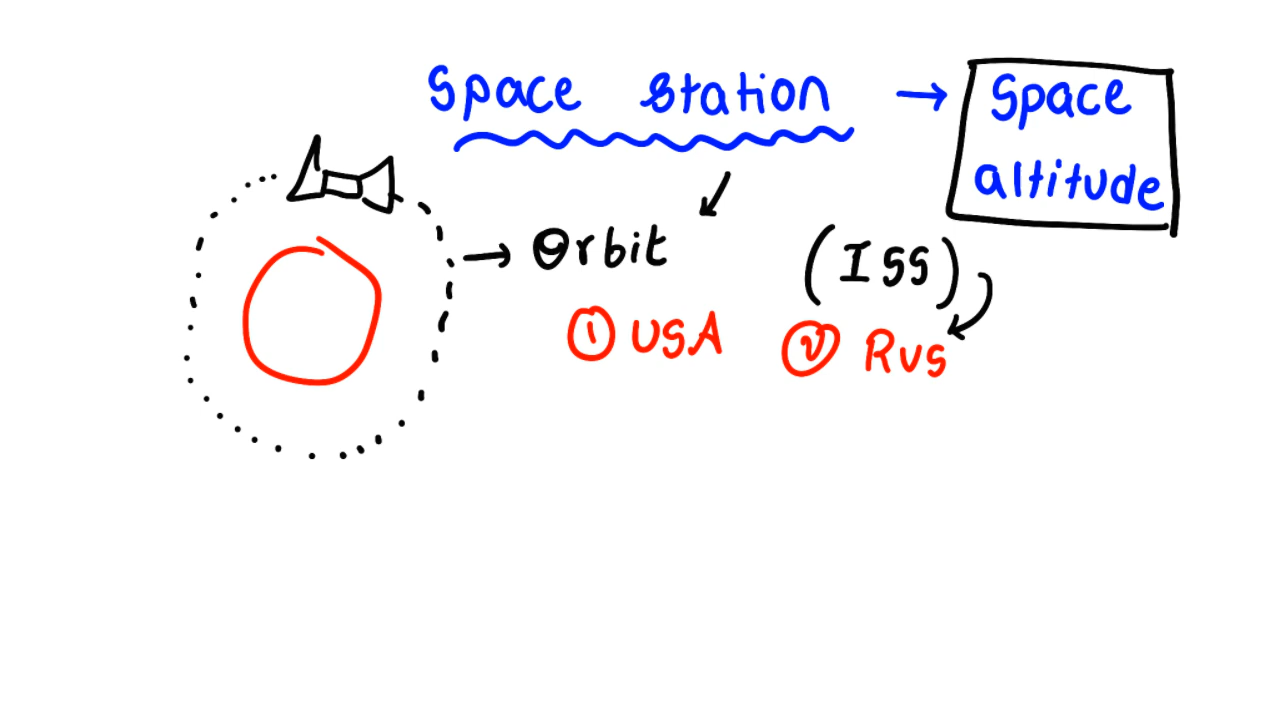 Space station → Space
altitude
→ Orbit (ISS)
① USA ② Rus